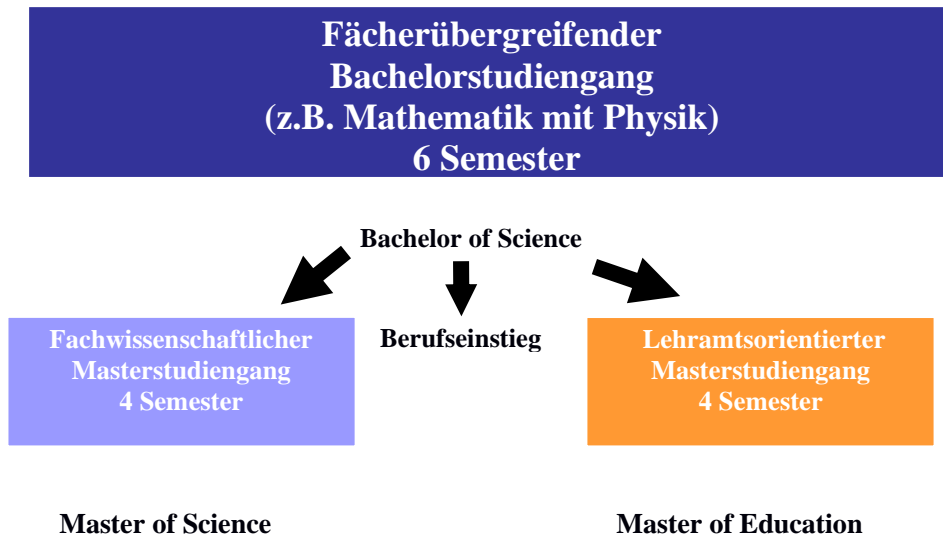 Fächerübergreifender
Bachelorstudiengang
(z.B. Mathematik mit Physik)
6 Semester
Bachelor of Science
Fachwissenschaftlicher
Masterstudiengang
4 Semester
Berufseinstieg
Lehramtsorientierter
Masterstudiengang
4 Semester
Master of Science
Master of Education